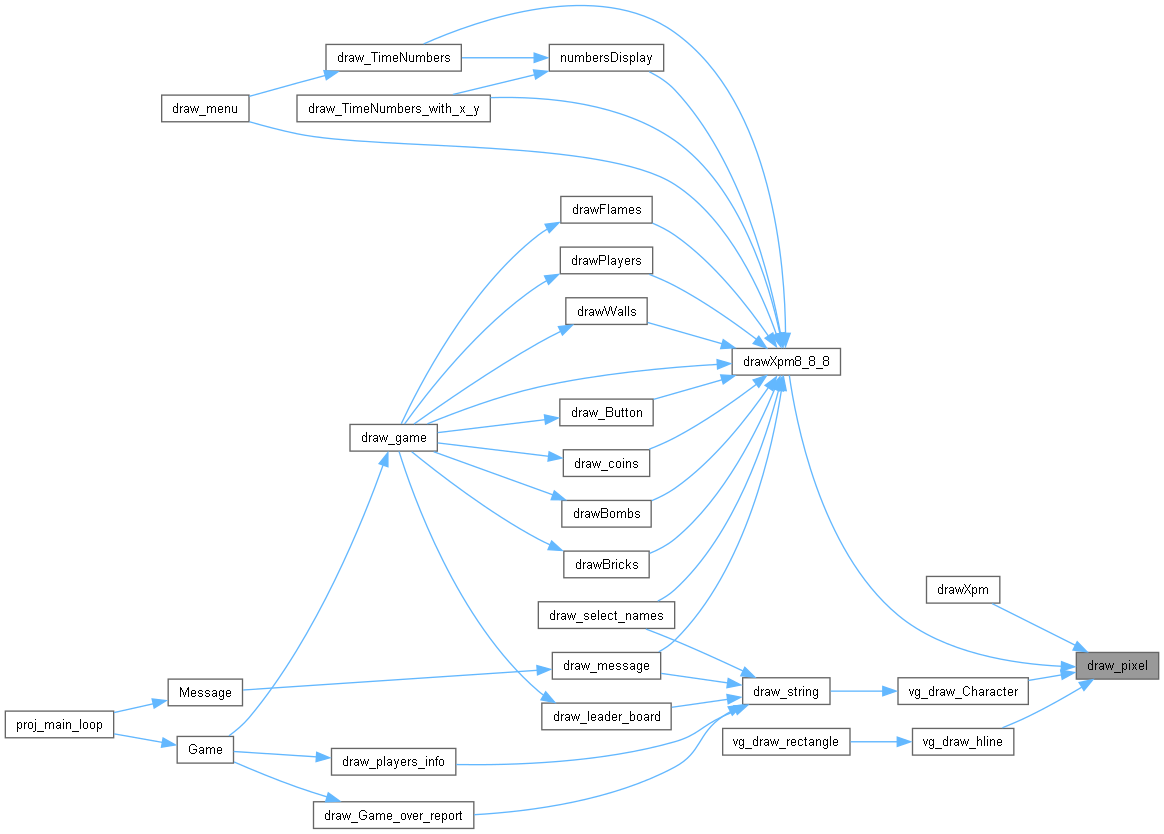 draw_TimeNumbers
numbersDisplay
draw_menu
draw_TimeNumbers_with_x_y
drawFlames
drawPlayers
drawWalls
drawXpm8_8_8
draw_Button
draw_game
draw_coins
drawBombs
drawBricks
drawXpm
draw_select_names
draw_message
draw_pixel
Message
draw_string
vg_draw_Character
draw_leader_board
proj_main_loop
Game
vg_draw_rectangle
vg_draw_hline
draw_players_info
draw_Game_over_report